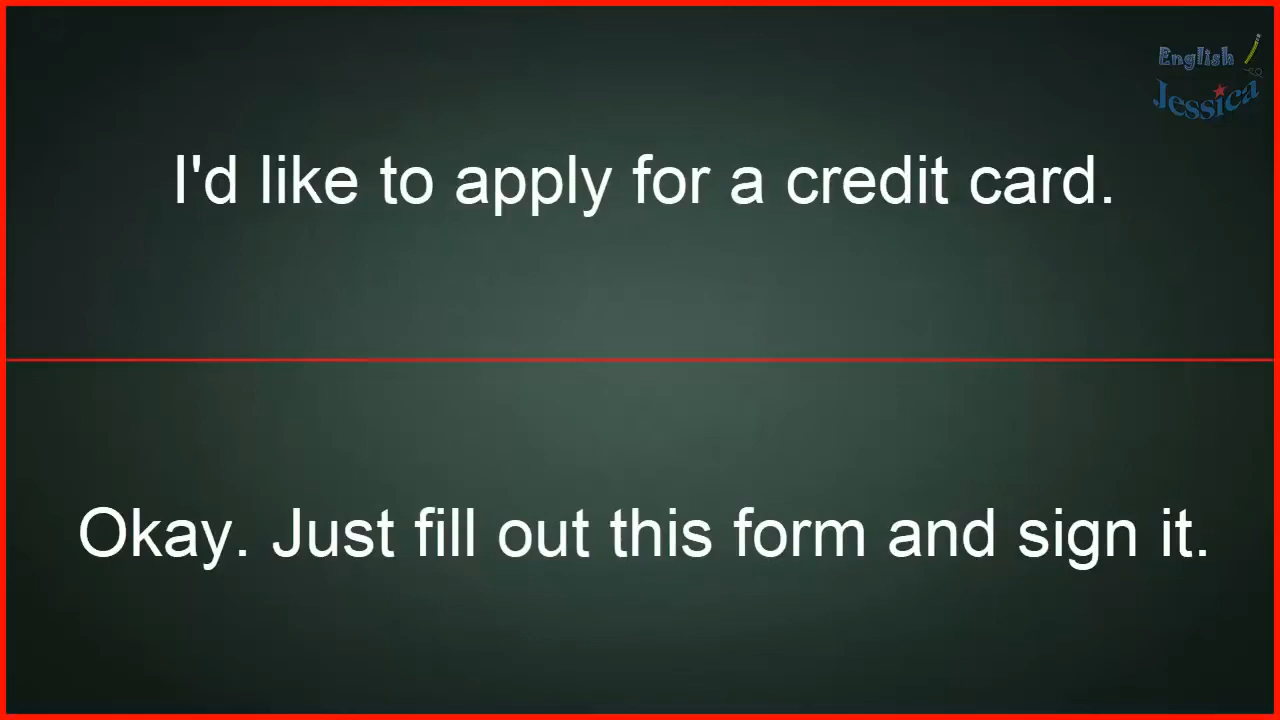 English
Jessica
I'd like to apply for a credit card.
Okay. Just fill out this form and sign it.